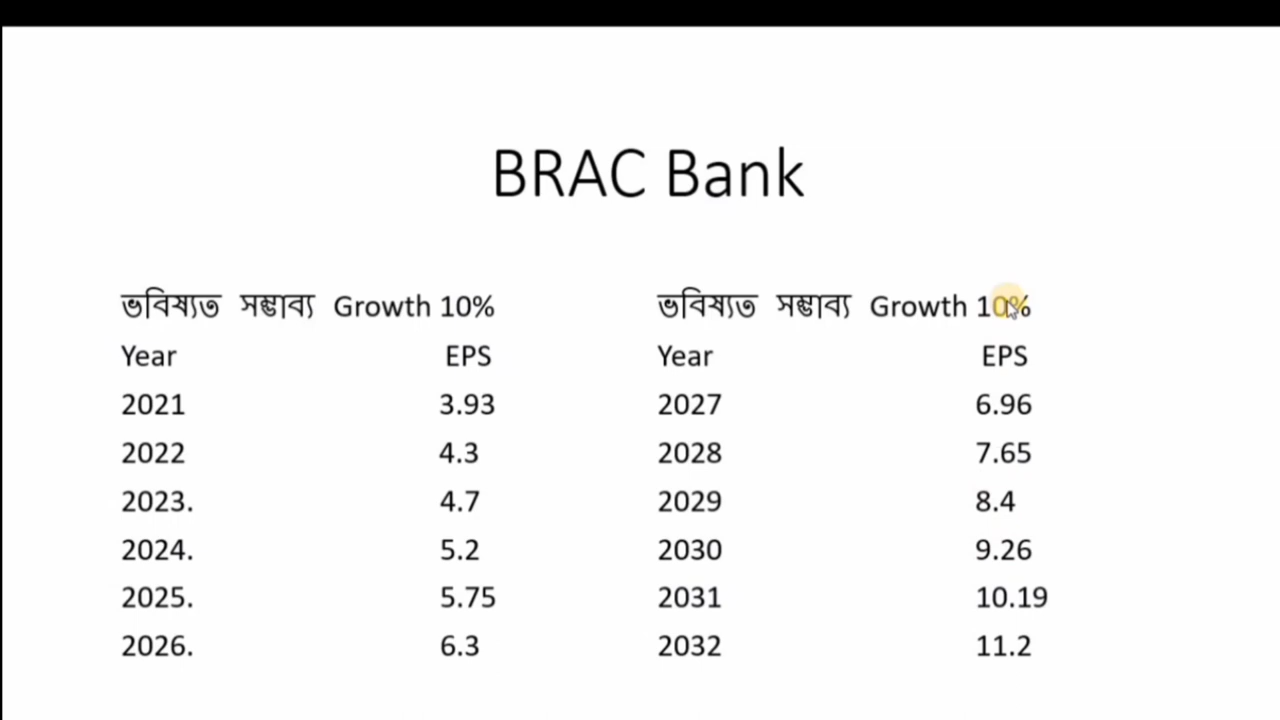 BRAC Bank
ভবিষ্যত সম্ভাব্য Growth 10%
Year EPS
2021 3.93
2022 4.3
2023. 4.7
2024. 5.2
2025. 5.75
2026. 6.3
ভবিষ্যত সম্ভাব্য Growth 10%
Year EPS
2027 6.96
2028 7.65
2029 8.4
2030 9.26
2031 10.19
2032 11.2